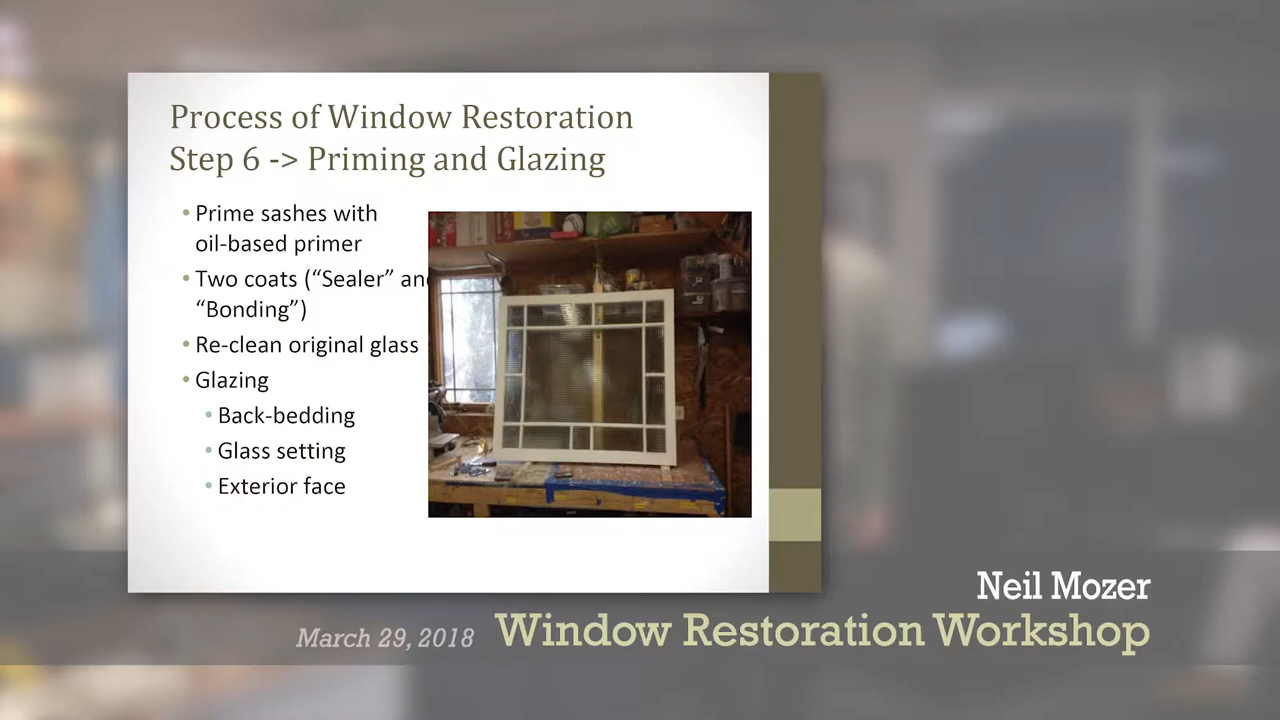 Process of Window Restoration
Step 6 -> Priming and Glazing
• Prime sashes with
oil-based primer
• Two coats (“Sealer” and
“Bonding”)
• Re-clean original glass
• Glazing
• Back-bedding
• Glass setting
• Exterior face
Neil Mozer
March 29, 2018 Window Restoration Workshop